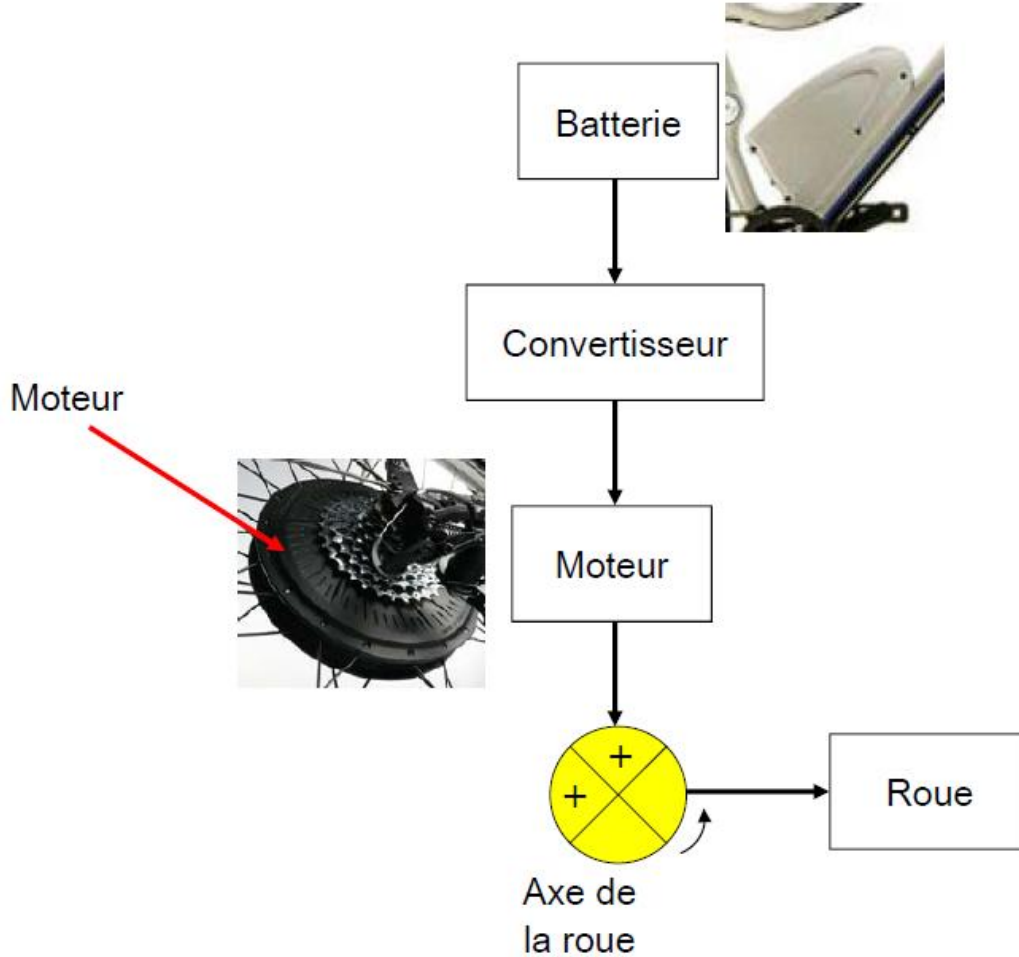 Batterie
Convertisseur
Moteur
Moteur
+
+
Roue
Axe de
la roue